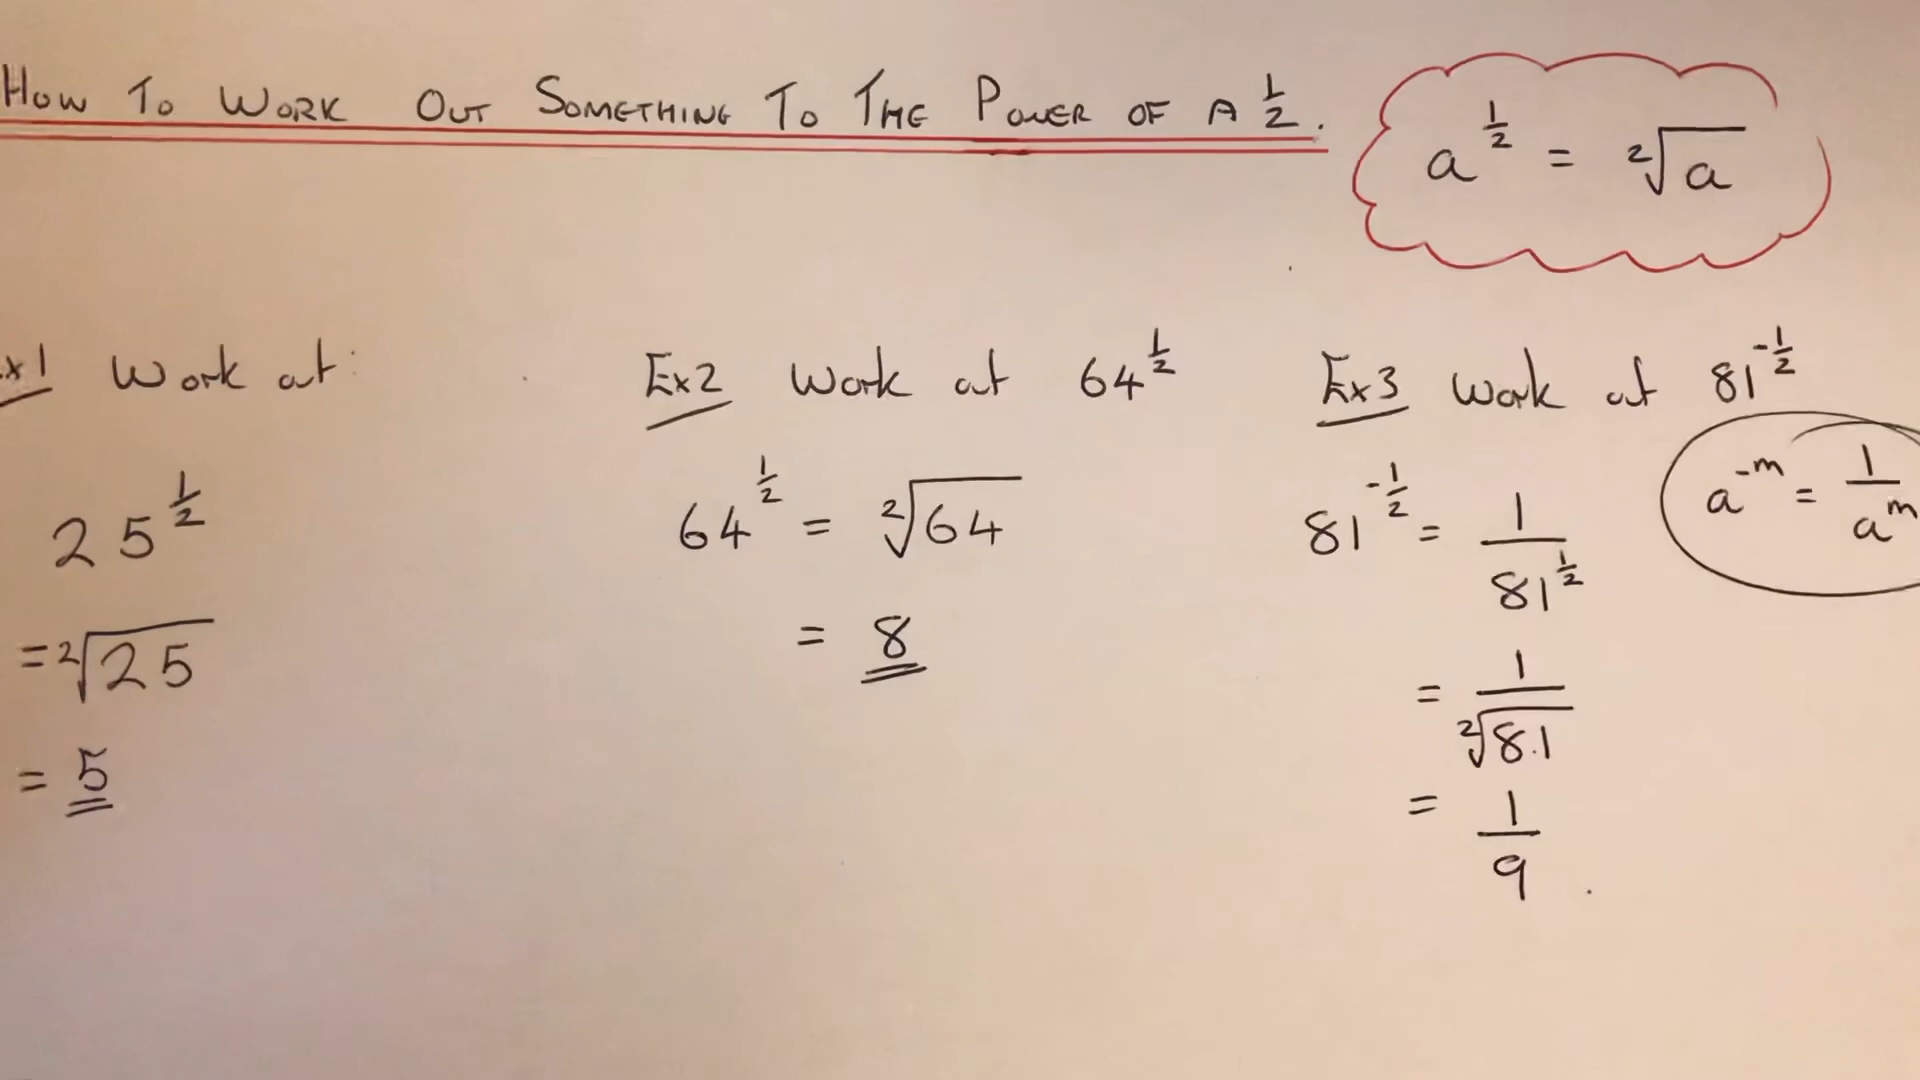 How To Work Out Something To The Power Of A 1/2.
a^1/2 = ²√a
x1 Work out:
25^1/2
= ²√25
= 5
Ex2 Work out 64^1/2
64^1/2 = ²√64
= 8
Ex3 Work out 81^-1/2
a^-m = 1/a^m
81^-1/2 = 1/81^1/2
= 1/²√81
= 1/9